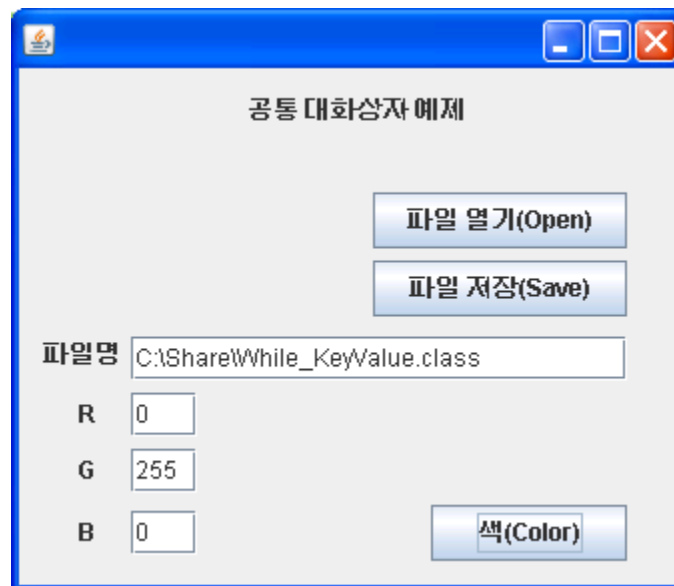 공통 대화상자 예제
파일 열기(Open)
파일 저장(Save)
파일명 C:\Share\While_KeyValue.class
R 0
G 255
B 0 색(Color)